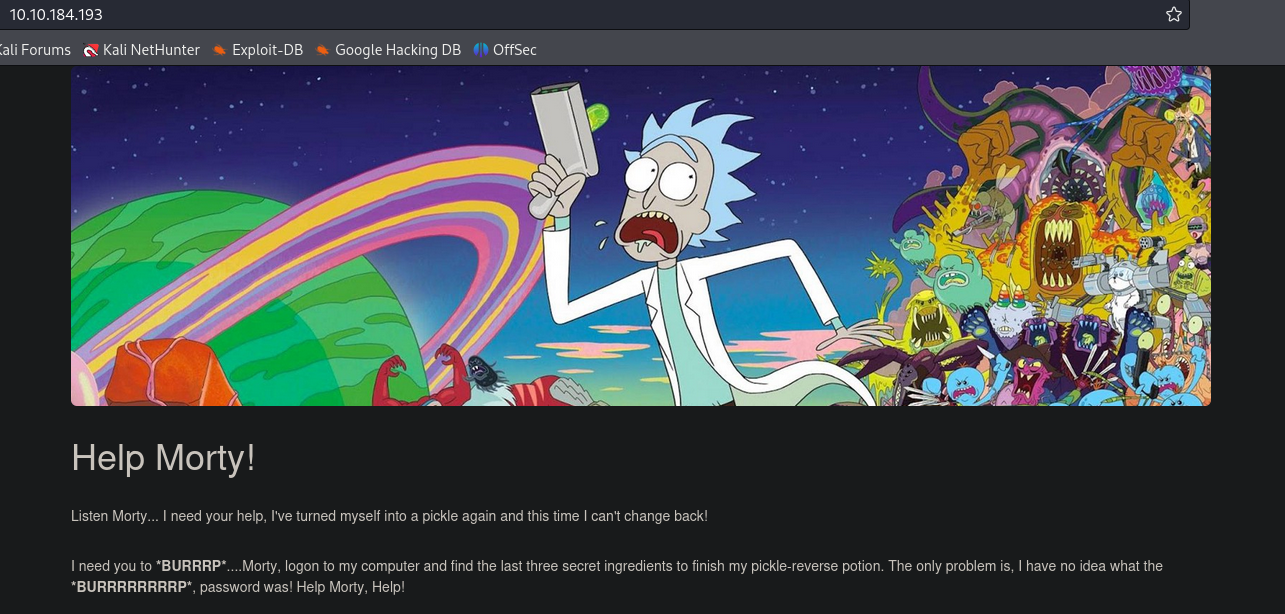 10.10.184.193
Kali Forums Kali NetHunter Exploit-DB Google Hacking DB OffSec
Help Morty!
Listen Morty... I need your help, I've turned myself into a pickle again and this time I can't change back!
I need you to *BURRRP*....Morty, logon to my computer and find the last three secret ingredients to finish my pickle-reverse potion. The only problem is, I have no idea what the
*BURRRRRRRRP*, password was! Help Morty, Help!